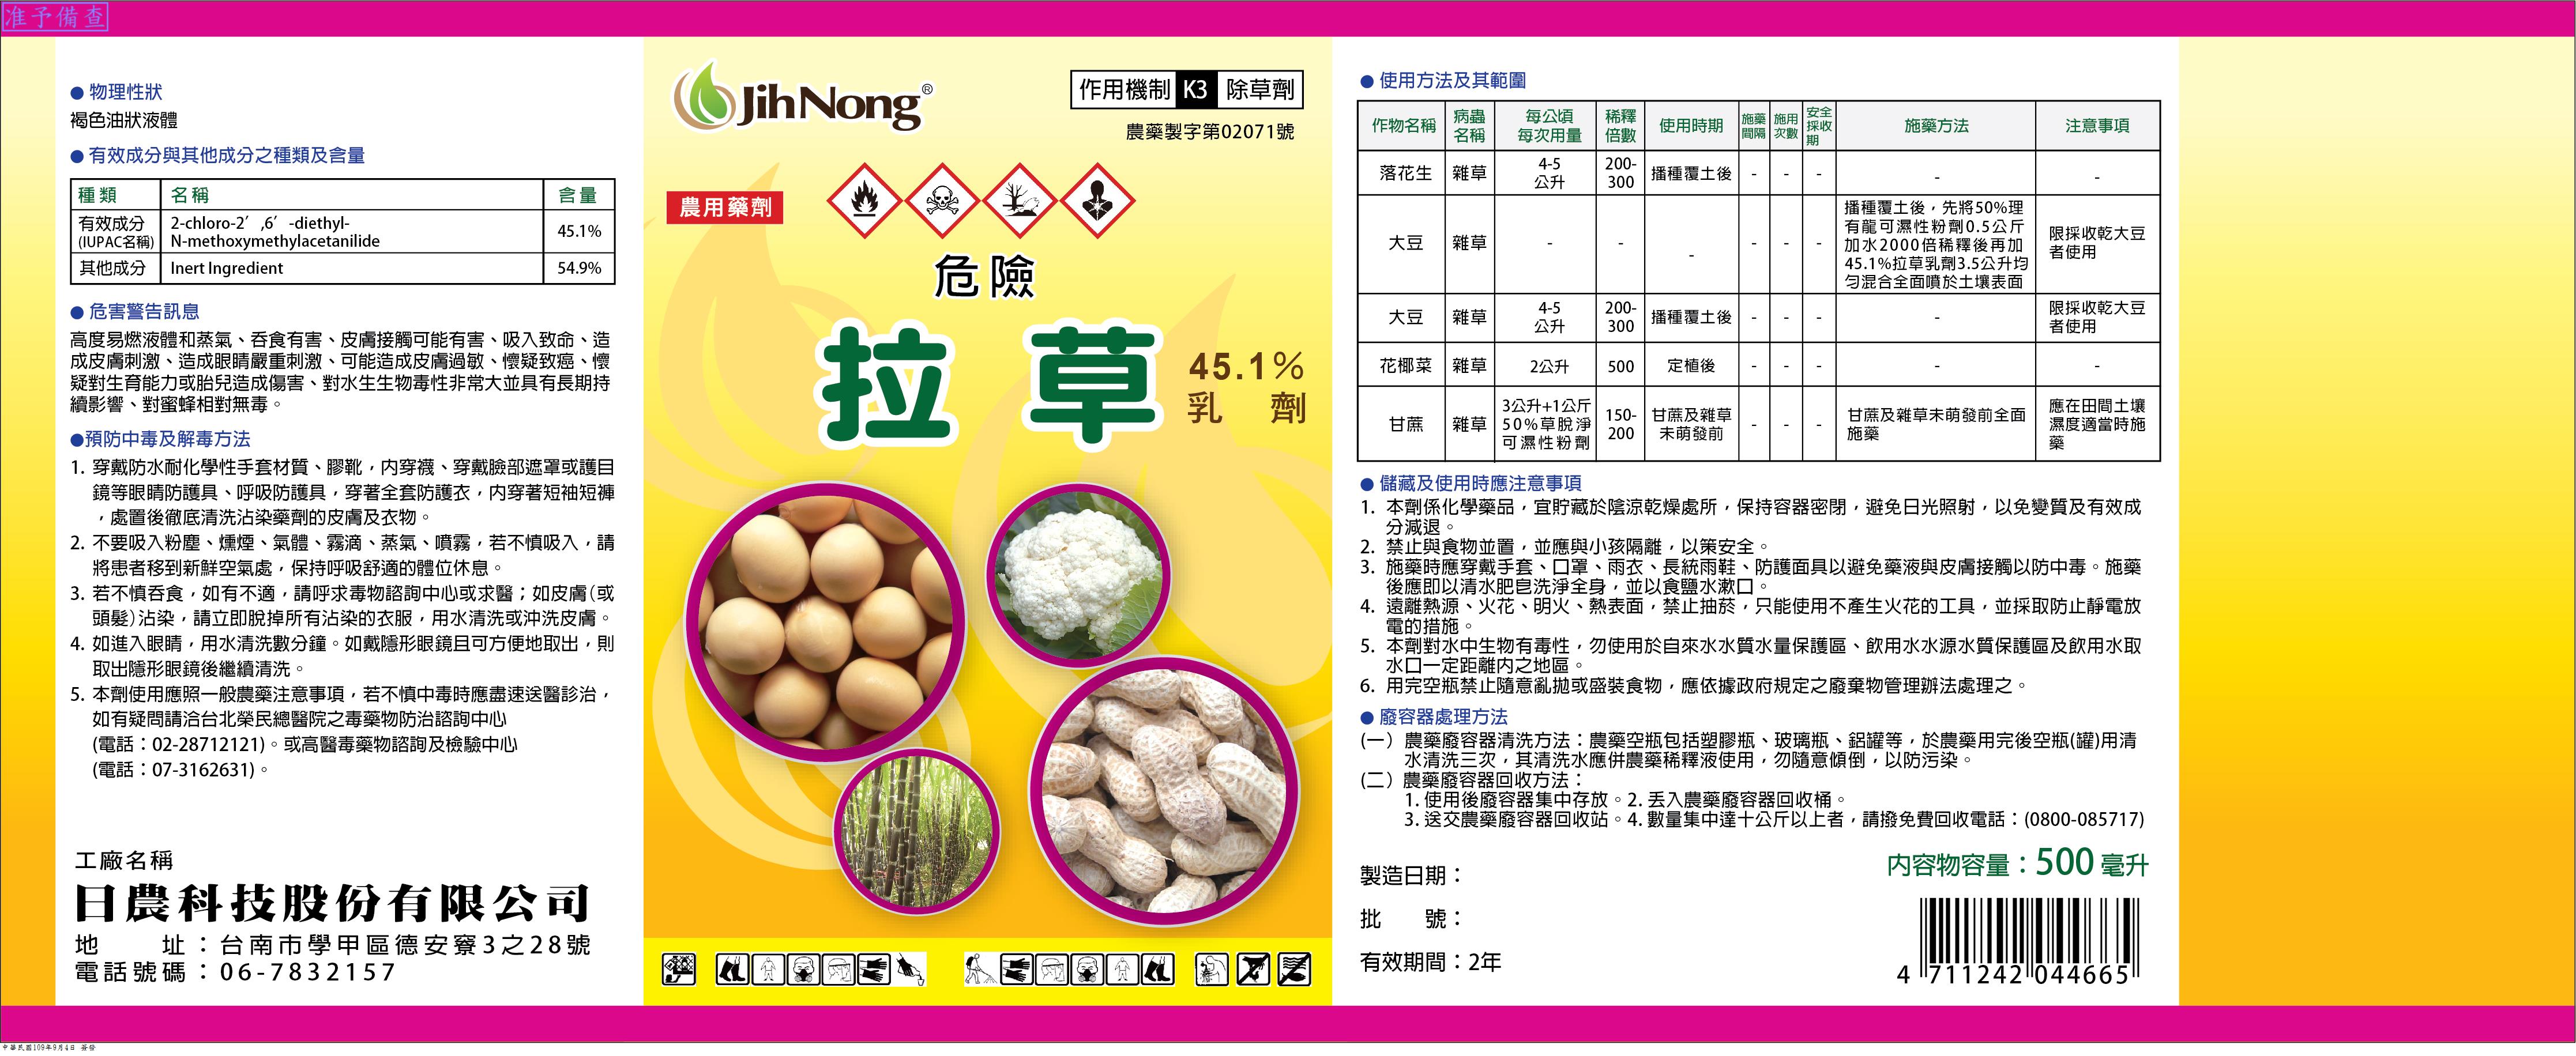 准予備查
● 物理性狀
褐色油狀液體
● 有效成分與其他成分之種類及含量
種類 名稱 含量
有效成分
(IUPAC名稱)
2-chloro-2′,6′-diethyl-
N-methoxymethylacetanilide
45.1%
其他成分 Inert Ingredient 54.9%
● 危害警告訊息
高度易燃液體和蒸氣、吞食有害、皮膚接觸可能有害、吸入致命、造
成皮膚刺激、造成眼睛嚴重刺激、可能造成皮膚過敏、懷疑致癌、懷
疑對生育能力或胎兒造成傷害、對水生生物毒性非常大並具有長期持
續影響、對蜜蜂相對無毒。
●預防中毒及解毒方法
1. 穿戴防水耐化學性手套材質、膠靴，內穿襪、穿戴臉部遮罩或護目
鏡等眼睛防護具、呼吸防護具，穿著全套防護衣，內穿著短袖短褲
，處置後徹底清洗沾染藥劑的皮膚及衣物。
2. 不要吸入粉塵、燻煙、氣體、霧滴、蒸氣、噴霧，若不慎吸入，請
將患者移到新鮮空氣處，保持呼吸舒適的體位休息。
3. 若不慎吞食，如有不適，請呼求毒物諮詢中心或求醫；如皮膚(或
頭髮)沾染，請立即脫掉所有沾染的衣服，用水清洗或沖洗皮膚。
4. 如進入眼睛，用水清洗數分鐘。如戴隱形眼鏡且可方便地取出，則
取出隱形眼鏡後繼續清洗。
5. 本劑使用應照一般農藥注意事項，若不慎中毒時應盡速送醫診治，
如有疑問請洽台北榮民總醫院之毒藥物防治諮詢中心
(電話：02-28712121)。或高醫毒藥物諮詢及檢驗中心
(電話：07-3162631)。
工廠名稱
日農科技股份有限公司
地 址：台南市學甲區德安寮3之28號
電話號碼：06-7832157
JihNong®
作用機制 K3 除草劑
農藥製字第02071號
農用藥劑
危險
拉 草
45.1%
乳 劑
● 使用方法及其範圍
作物名稱 病蟲名稱 每公頃每次用量 稀釋倍數 使用時期 施藥間隔 施用次數 安全採收期 施藥方法 注意事項
落花生 雜草 4-5公升 200-300 播種覆土後 - - - - -
大豆 雜草 - - - - - -
播種覆土後，先將50%理
有龍可濕性粉劑0.5公斤
加水2000倍稀釋後再加
45.1%拉草乳劑3.5公升均
勻混合全面噴於土壤表面
限採收乾大豆
者使用
大豆 雜草 4-5公升 200-300 播種覆土後 - - - -
限採收乾大豆
者使用
花椰菜 雜草 2公升 500 定植後 - - - - -
甘蔗 雜草
3公升+1公斤
50%草脫淨
可濕性粉劑
150-200
甘蔗及雜草
未萌發前
- - -
甘蔗及雜草未萌發前全面
施藥
應在田間土壤
濕度適當時施
藥
● 儲藏及使用時應注意事項
1. 本劑係化學藥品，宜貯藏於陰涼乾燥處所，保持容器密閉，避免日光照射，以免變質及有效成
分減退。
2. 禁止與食物並置，並應與小孩隔離，以策安全。
3. 施藥時應穿戴手套、口罩、雨衣、長統雨鞋、防護面具以避免藥液與皮膚接觸以防中毒。施藥
後應即以清水肥皂洗淨全身，並以食鹽水漱口。
4. 遠離熱源、火花、明火、熱表面，禁止抽菸，只能使用不產生火花的工具，並採取防止靜電放
電的措施。
5. 本劑對水中生物有毒性，勿使用於自來水水質水量保護區、飲用水水源水質保護區及飲用水取
水口一定距離內之地區。
6. 用完空瓶禁止隨意亂拋或盛裝食物，應依據政府規定之廢棄物管理辦法處理之。
● 廢容器處理方法
(一) 農藥廢容器清洗方法：農藥空瓶包括塑膠瓶、玻璃瓶、鋁罐等，於農藥用完後空瓶(罐)用清
水清洗三次，其清洗水應併農藥稀釋液使用，勿隨意傾倒，以防污染。
(二) 農藥廢容器回收方法：
1. 使用後廢容器集中存放。2. 丟入農藥廢容器回收桶。
3. 送交農藥廢容器回收站。4. 數量集中達十公斤以上者，請撥免費回收電話：(0800-085717)
內容物容量：500 毫升
製造日期：
批 號：
有效期間：2年
4 711242 044665
中華民國109年9月4日 簽發